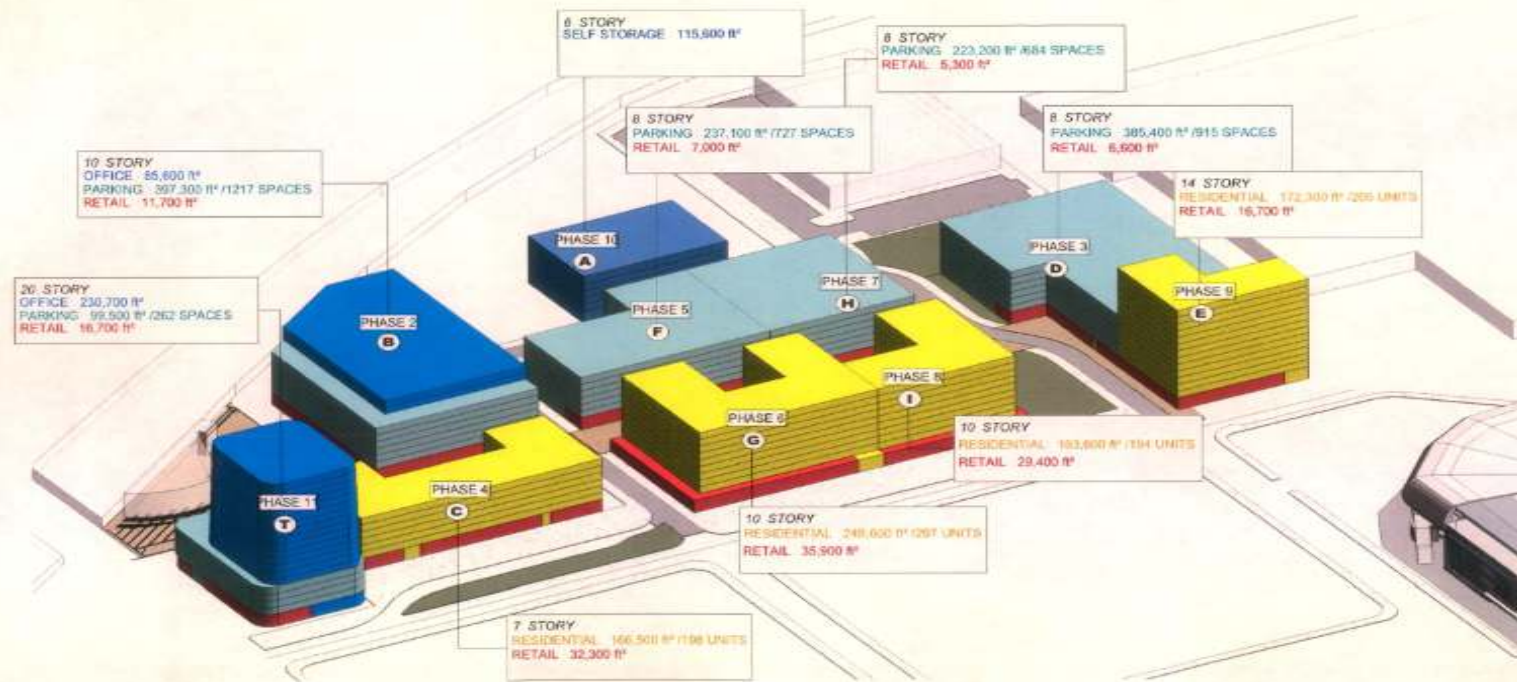 6 STORY
SELF STORAGE 115,600 ft²
8 STORY
PARKING 223,200 ft² /684 SPACES
RETAIL 5,300 ft²
8 STORY
PARKING 237,100 ft² /727 SPACES
RETAIL 7,000 ft²
8 STORY
PARKING 385,400 ft² /915 SPACES
RETAIL 6,600 ft²
10 STORY
OFFICE 85,600 ft²
PARKING 397,300 ft² /1217 SPACES
RETAIL 11,700 ft²
14 STORY
RESIDENTIAL 172,300 ft² UNITS
RETAIL 16,700 ft²
20 STORY
OFFICE 230,700 ft²
PARKING 99,500 ft² /262 SPACES
RETAIL 16,700 ft²
PHASE 10
A
PHASE 3
D
PHASE 7
H
PHASE 9
E
PHASE 5
F
PHASE 2
B
PHASE 8
I
PHASE 6
G
PHASE 4
C
PHASE 11
T
10 STORY
RESIDENTIAL 163,600 ft² /194 UNITS
RETAIL 29,400 ft²
10 STORY
RESIDENTIAL ft² /297 UNITS
RETAIL 35,900 ft²
7 STORY
RESIDENTIAL 166,500 ft² /198 UNITS
RETAIL 32,300 ft²